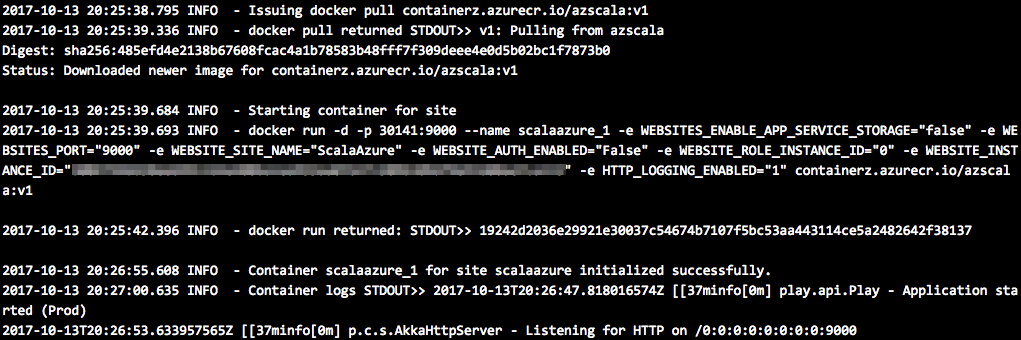 2017-10-13 20:25:38.795 INFO  - Issuing docker pull containerz.azurecr.io/azscala:v1
2017-10-13 20:25:39.336 INFO  - docker pull returned STDOUT>> v1: Pulling from azscala
Digest: sha256:485efd4e2138b67608fcac4a1b78583b48fff7f309deee4e0d5b02bc1f7873b0
Status: Downloaded newer image for containerz.azurecr.io/azscala:v1
2017-10-13 20:25:39.684 INFO  - Starting container for site
2017-10-13 20:25:39.693 INFO  - docker run -d -p 30141:9000 --name scalaazure_1 -e WEBSITES_ENABLE_APP_SERVICE_STORAGE="false" -e WE
BSITES_PORT="9000" -e WEBSITE_SITE_NAME="ScalaAzure" -e WEBSITE_AUTH_ENABLED="False" -e WEBSITE_ROLE_INSTANCE_ID="0" -e WEBSITE_INST
ANCE_ID="" -e HTTP_LOGGING_ENABLED="1" containerz.azurecr.io/azscal
a:v1
2017-10-13 20:25:42.396 INFO  - docker run returned: STDOUT>> 19242d2036e29921e30037c54674b7107f5bc53aa443114ce5a2482642f38137
2017-10-13 20:26:55.608 INFO  - Container scalaazure_1 for site scalaazure initialized successfully.
2017-10-13 20:27:00.635 INFO  - Container logs STDOUT>> 2017-10-13T20:26:47.818016574Z [[37minfo[0m] play.api.Play - Application sta
rted (Prod)
2017-10-13T20:26:53.633957565Z [[37minfo[0m] p.c.s.AkkaHttpServer - Listening for HTTP on /0:0:0:0:0:0:0:0:9000